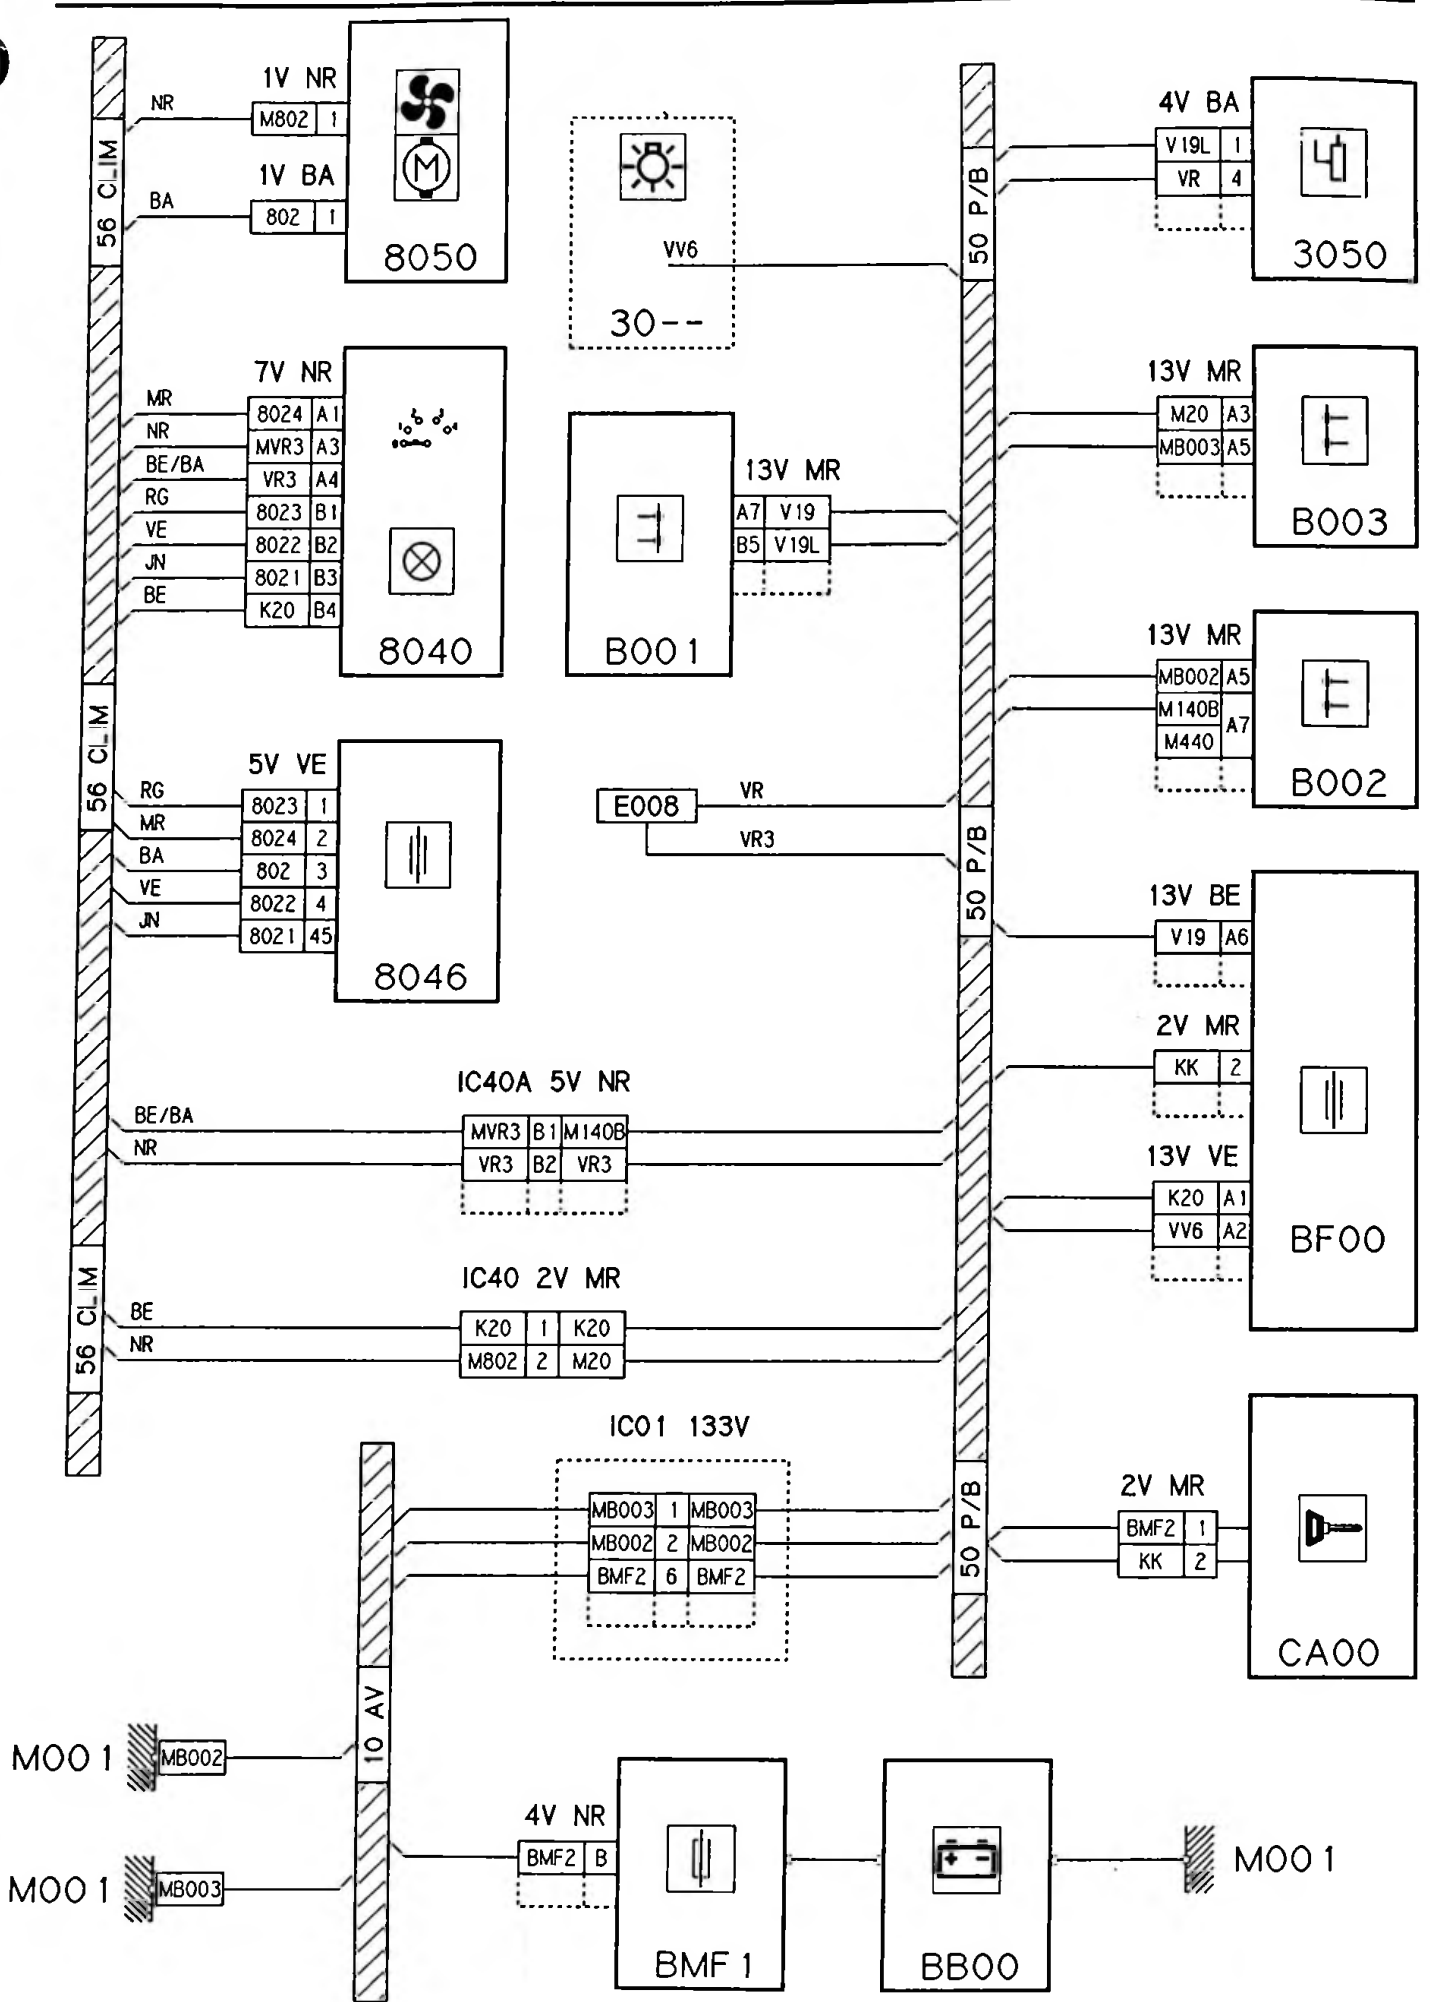 56 CLIM
NR
1V NR
M802 1
BA
1V BA
802 1
8050
MR
NR
BE/BA
RG
VE
JN
BE
7V NR
8024 A1
MVR3 A3
VR3 A4
8023 B1
8022 B2
8021 B3
K20 B4
8040
56 CLIM
RG
MR
BA
VE
JN
5V VE
8023 1
8024 2
802 3
8022 4
8021 45
8046
VV6
30--
13V MR
A7 V19
B5 V19L
B001
E008
VR
VR3
50 P/B
4V BA
V19L 1
VR 4
3050
13V MR
M20 A3
MB003 A5
B003
13V MR
MB002 A5
M140B
M440
A7
B002
50 P/B
13V BE
V19 A6
2V MR
KK 2
13V VE
K20 A1
VV6 A2
BF00
IC40A 5V NR
BE/BA
NR
MVR3 B1 M140B
VR3 B2 VR3
56 CLIM
IC40 2V MR
BE
NR
K20 1 K20
M802 2 M20
IC01 133V
MB003 1 MB003
MB002 2 MB002
BMF2 6 BMF2
50 P/B
2V MR
BMF2 1
KK 2
CA00
10 AV
M001
MB002
M001
MB003
4V NR
BMF2 B
BMF1
BB00
+ -
M001